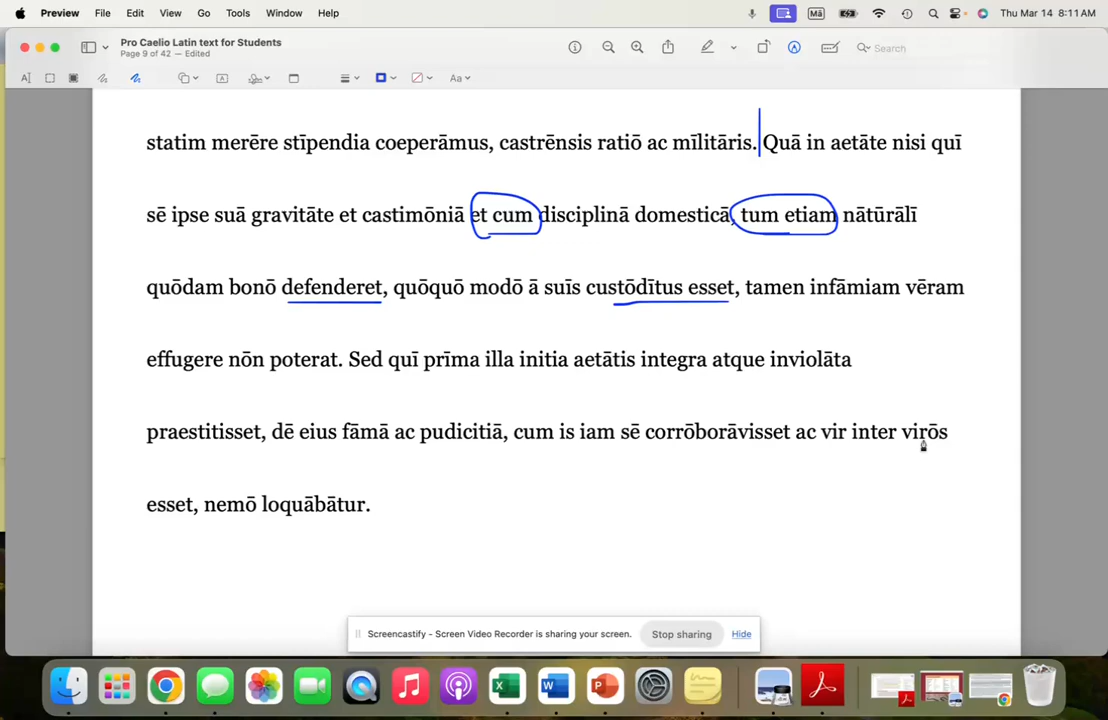 Preview File Edit View Go Tools Window Help Mā Thu Mar 14 8:11 AM
Pro Caelio Latin text for Students
Page 9 of 42 — Edited
Search
statim merēre stīpendia coeperāmus, castrēnsis ratiō ac mīlitāris. Quā in aetāte nisi quī
sē ipse suā gravitāte et castimōniā et cum disciplinā domesticā, tum etiam nātūrālī
quōdam bonō defenderet, quōquō modō ā suīs custōdītus esset, tamen infāmiam vēram
effugere nōn poterat. Sed quī prīma illa initia aetātis integra atque inviolāta
praestitisset, dē eius fāmā ac pudicitiā, cum is iam sē corrōborāvisset ac vir inter virōs
esset, nemō loquābātur.
Screencastify - Screen Video Recorder is sharing your screen. Stop sharing Hide